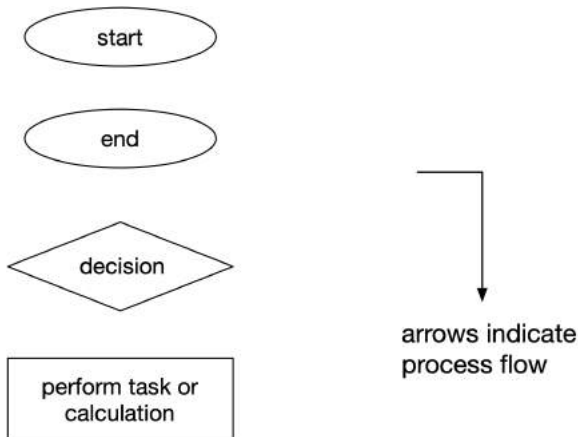 start
end
decision
perform task or
calculation
arrows indicate
process flow